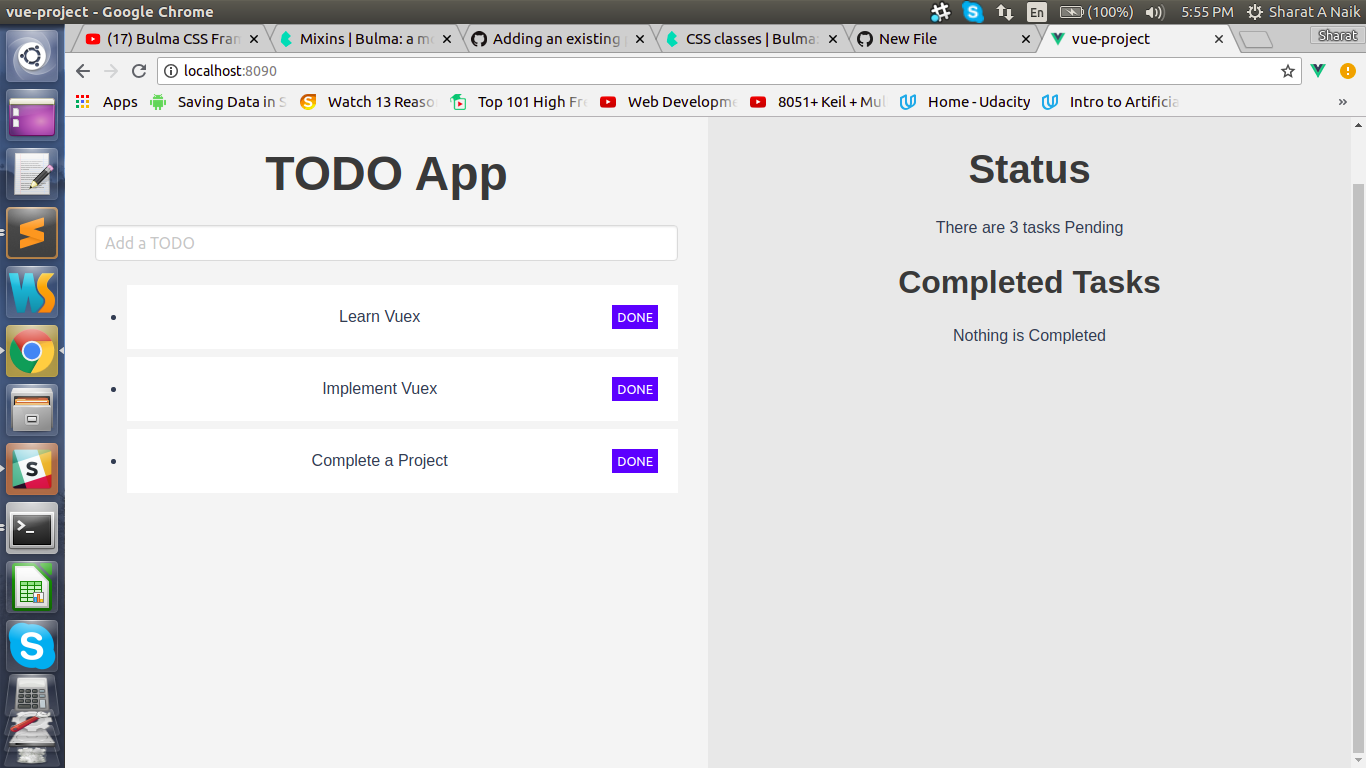 vue-project - Google Chrome
En
(100%)
5:55 PM
Sharat A Naik
(17) Bulma CSS Fran
Mixins | Bulma: a mo
Adding an existing
CSS classes | Bulma:
New File
vue-project
Sharat
localhost:8090
Apps
Saving Data in S
Watch 13 Reaso
Top 101 High Fre
Web Developme
8051+ Keil + Mul
Home - Udacity
Intro to Artificia
»
TODO App
Add a TODO
Learn Vuex
DONE
Implement Vuex
DONE
Complete a Project
DONE
Status
There are 3 tasks Pending
Completed Tasks
Nothing is Completed